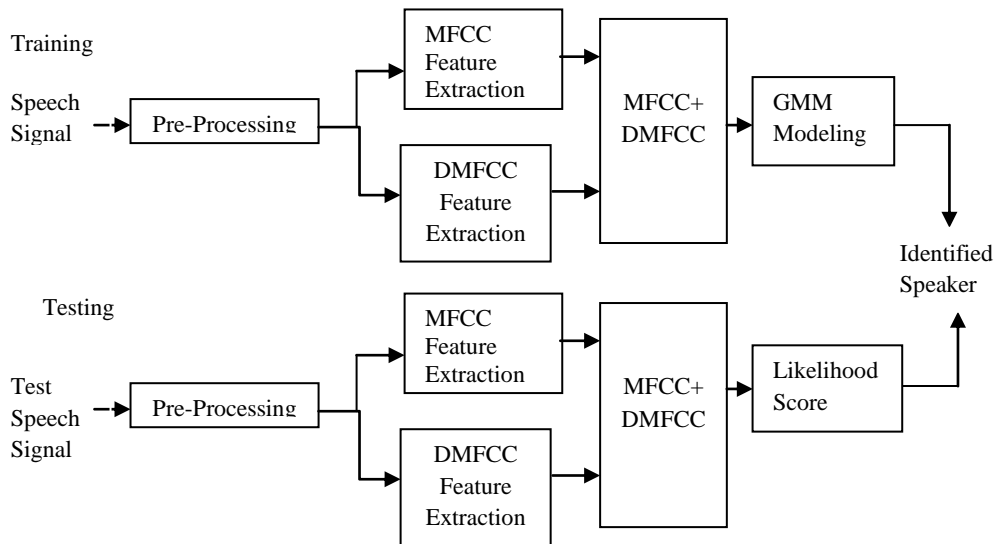 Training
Speech
Signal
Pre-Processing
MFCC
Feature
Extraction
DMFCC
Feature
Extraction
MFCC+
DMFCC
GMM
Modeling
Identified
Speaker
Testing
Test
Speech
Signal
Pre-Processing
MFCC
Feature
Extraction
DMFCC
Feature
Extraction
MFCC+
DMFCC
Likelihood
Score